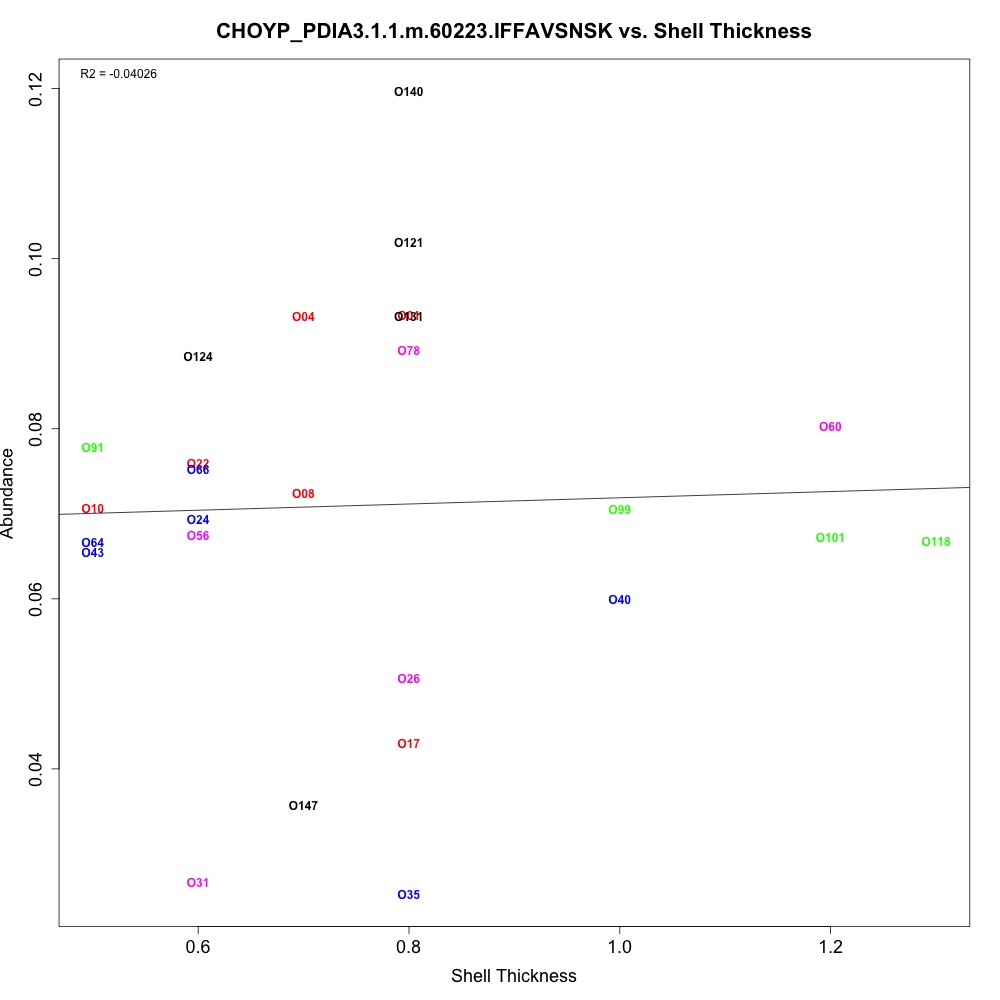 CHOYP_PDIA3.1.1.m.60223.IFFAVSNSK vs. Shell Thickness
R2 = -0.04026
0.12
O140
0.10
O121
O04
O131
O78
O124
0.08
O60
O91
O22
O66
O08
O10
O99
O24
O56
O101
O118
O64
O43
0.06
O40
O26
O17
0.04
O147
O31
O35
Abundance
0.6 0.8 1.0 1.2
Shell Thickness